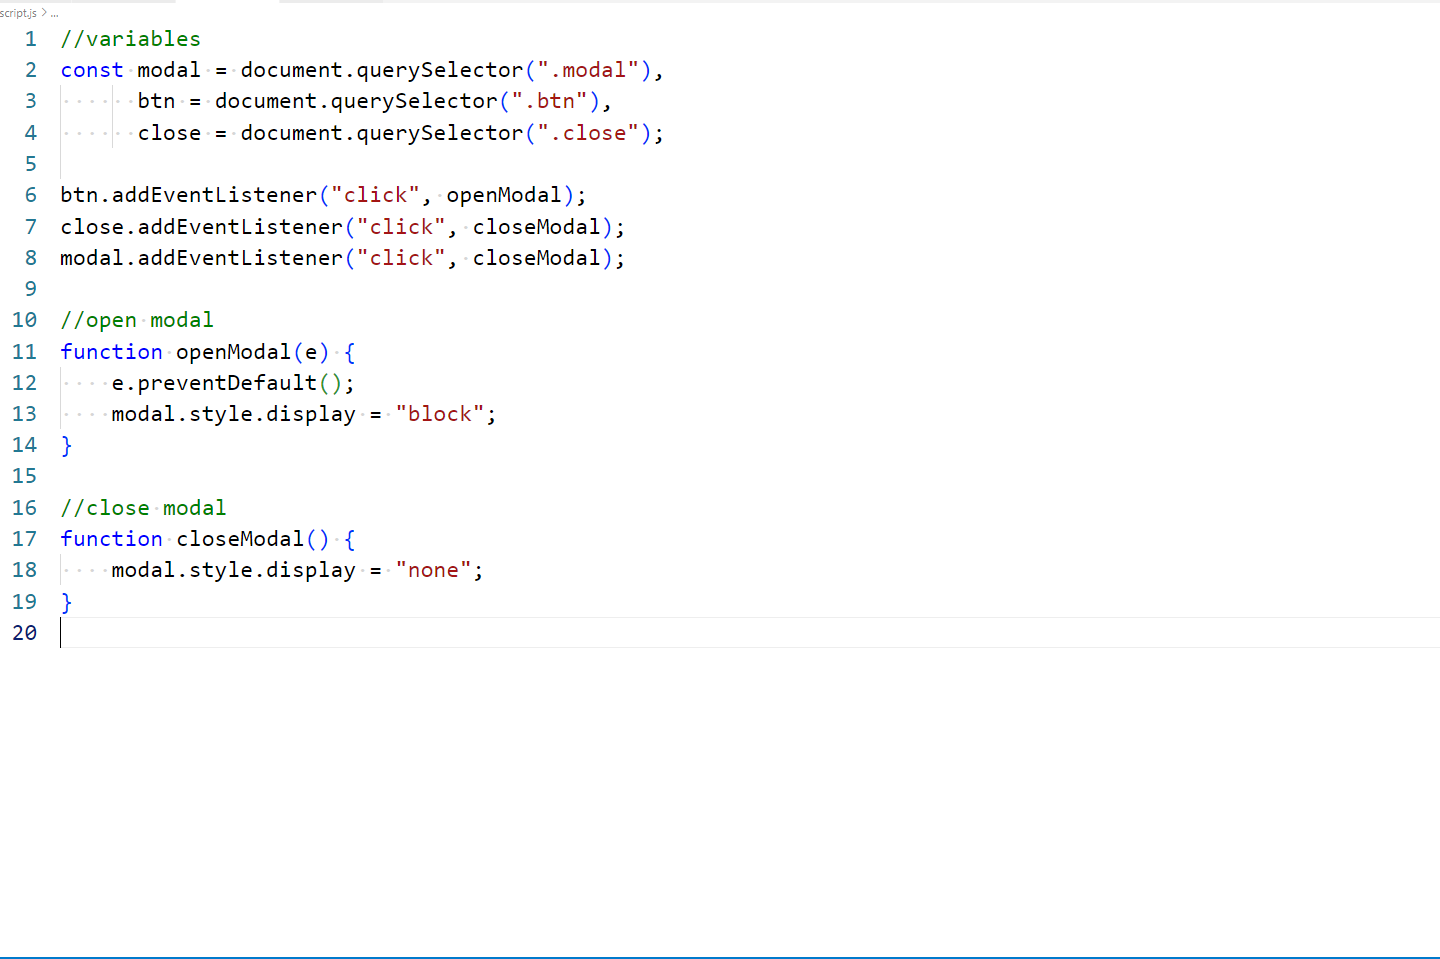 script.js > ...
1 //variables
2 const modal = document.querySelector(".modal"),
3       btn = document.querySelector(".btn"),
4       close = document.querySelector(".close");
5
6 btn.addEventListener("click", openModal);
7 close.addEventListener("click", closeModal);
8 modal.addEventListener("click", closeModal);
9
10 //open modal
11 function openModal(e) {
12     e.preventDefault();
13     modal.style.display = "block";
14 }
15
16 //close modal
17 function closeModal() {
18     modal.style.display = "none";
19 }
20